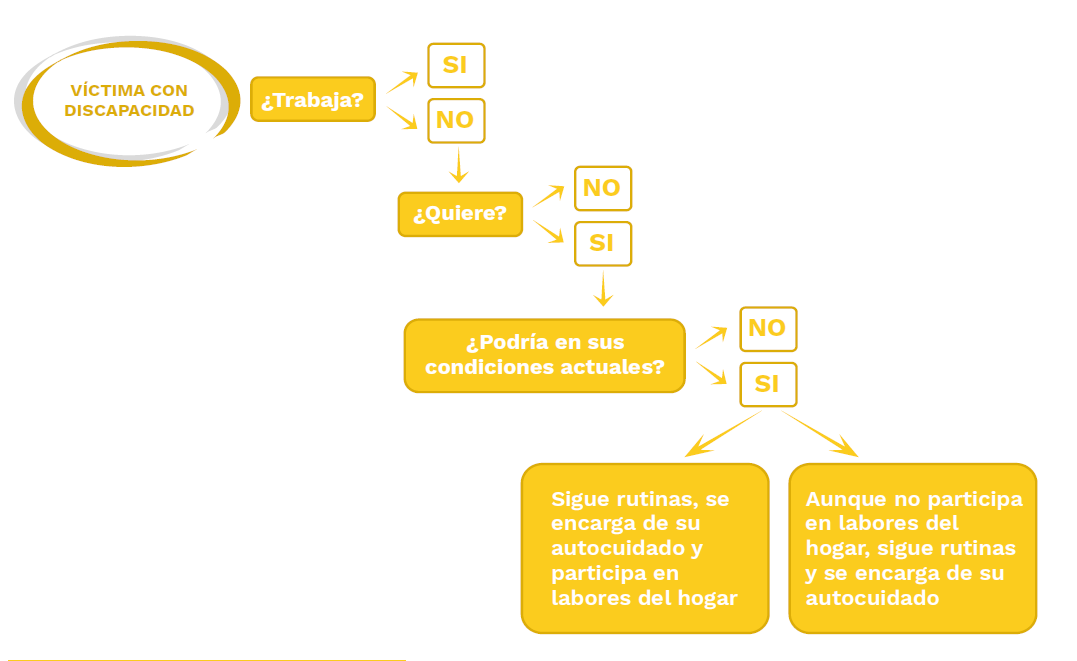 VÍCTIMA CON
DISCAPACIDAD
¿Trabaja?
SI
NO
¿Quiere?
NO
SI
¿Podría en sus
condiciones actuales?
NO
SI
Sigue rutinas, se
encarga de su
autocuidado y
participa en
labores del hogar
Aunque no participa
en labores del
hogar, sigue rutinas
y se encarga de su
autocuidado